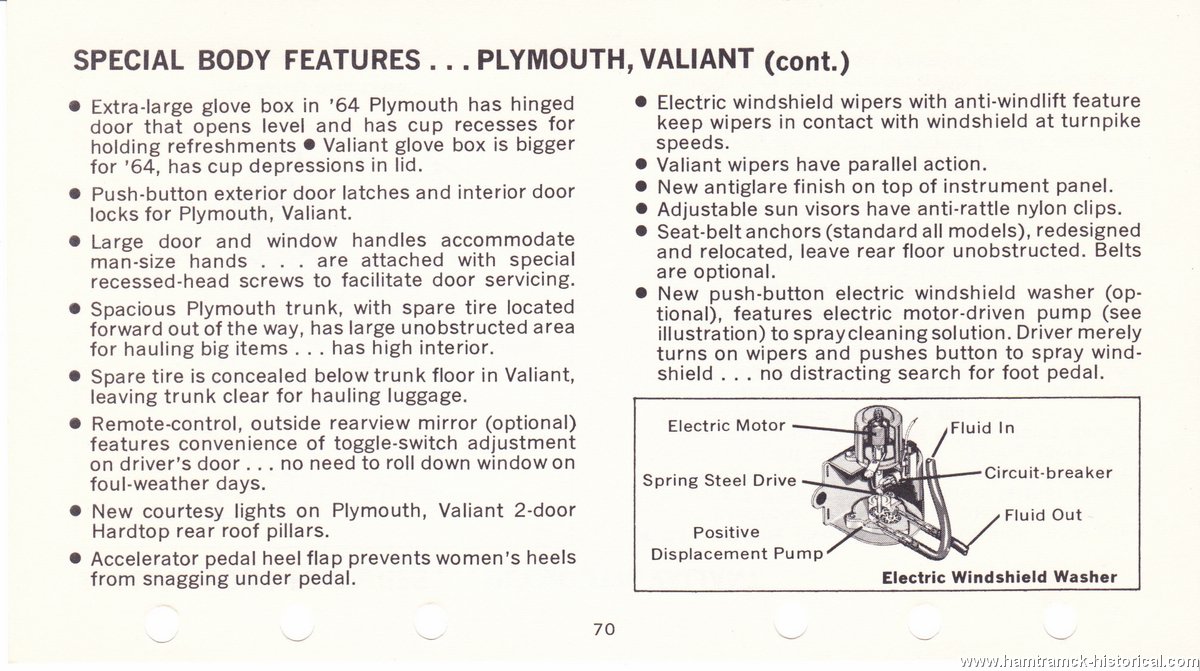 SPECIAL BODY FEATURES . . . PLYMOUTH, VALIANT (cont.)
● Extra-large glove box in ’64 Plymouth has hinged
door that opens level and has cup recesses for
holding refreshments ● Valiant glove box is bigger
for ’64, has cup depressions in lid.
● Push-button exterior door latches and interior door
locks for Plymouth, Valiant.
● Large door and window handles accommodate
man-size hands . . . are attached with special
recessed-head screws to facilitate door servicing.
● Spacious Plymouth trunk, with spare tire located
forward out of the way, has large unobstructed area
for hauling big items . . . has high interior.
● Spare tire is concealed below trunk floor in Valiant,
leaving trunk clear for hauling luggage.
● Remote-control, outside rearview mirror (optional)
features convenience of toggle-switch adjustment
on driver’s door . . . no need to roll down window on
foul-weather days.
● New courtesy lights on Plymouth, Valiant 2-door
Hardtop rear roof pillars.
● Accelerator pedal heel flap prevents women’s heels
from snagging under pedal.
● Electric windshield wipers with anti-windlift feature
keep wipers in contact with windshield at turnpike
speeds.
● Valiant wipers have parallel action.
● New antiglare finish on top of instrument panel.
● Adjustable sun visors have anti-rattle nylon clips.
● Seat-belt anchors (standard all models), redesigned
and relocated, leave rear floor unobstructed. Belts
are optional.
● New push-button electric windshield washer (op-
tional), features electric motor-driven pump (see
illustration) to spray cleaning solution. Driver merely
turns on wipers and pushes button to spray wind-
shield . . . no distracting search for foot pedal.
Electric Motor
Fluid In
Spring Steel Drive
Circuit-breaker
Fluid Out
Positive
Displacement Pump
Electric Windshield Washer
70
www.hamtramck-historical.com